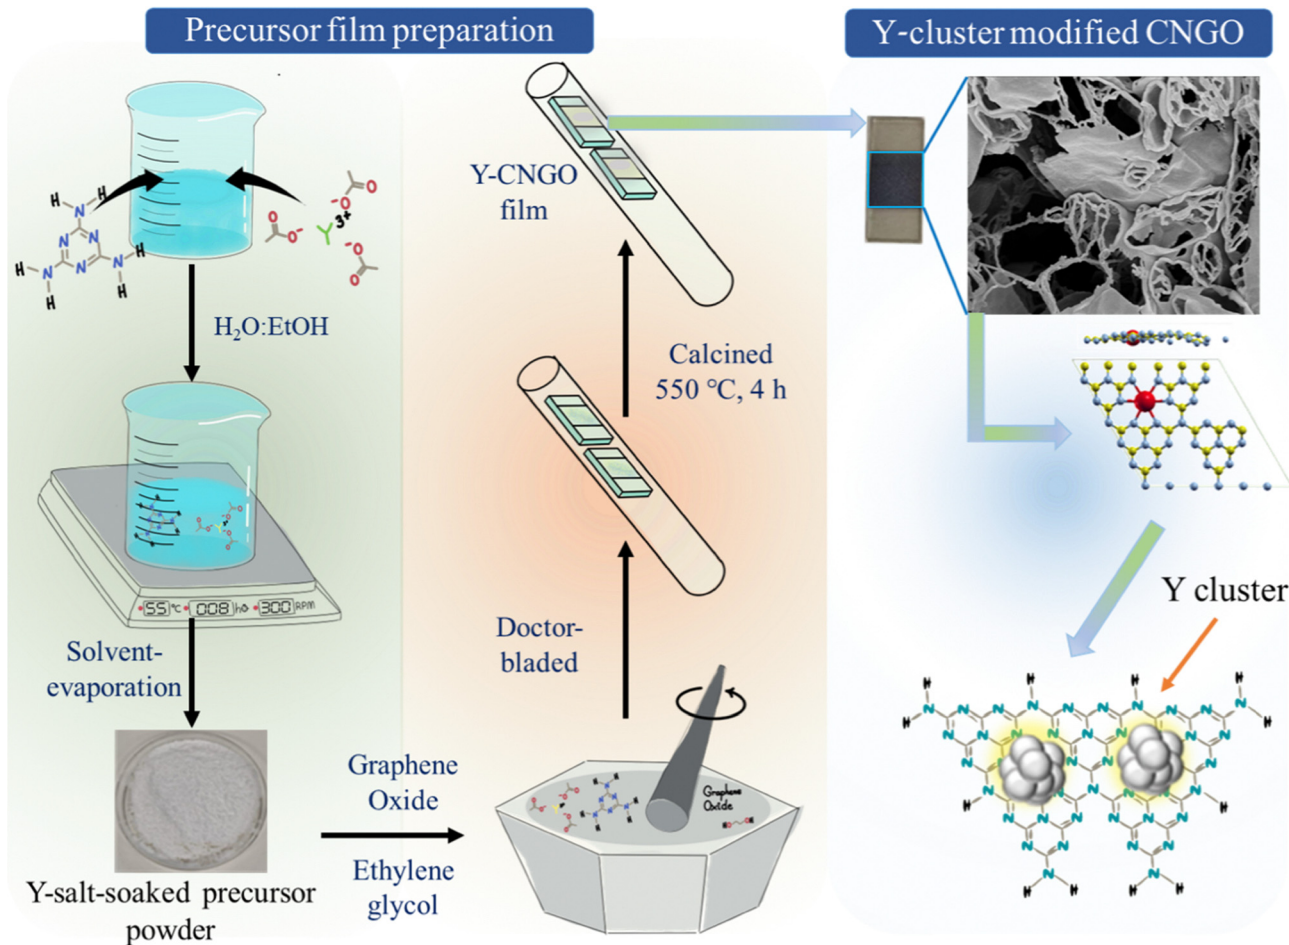 Precursor film preparation
Y-cluster modified CNGO
H
H
N
H
N
N
N
N
H
H
N
H
O
O⁻
O
O⁻
Y
3+
⁻O
O
H₂O:EtOH
55 °C
008 h
300 RPM
Solvent-
evaporation
Y-salt-soaked precursor
powder
Graphene
Oxide
Ethylene
glycol
Graphene
Oxide
Doctor-
bladed
Calcined
550 ℃, 4 h
Y-CNGO
film
Y cluster